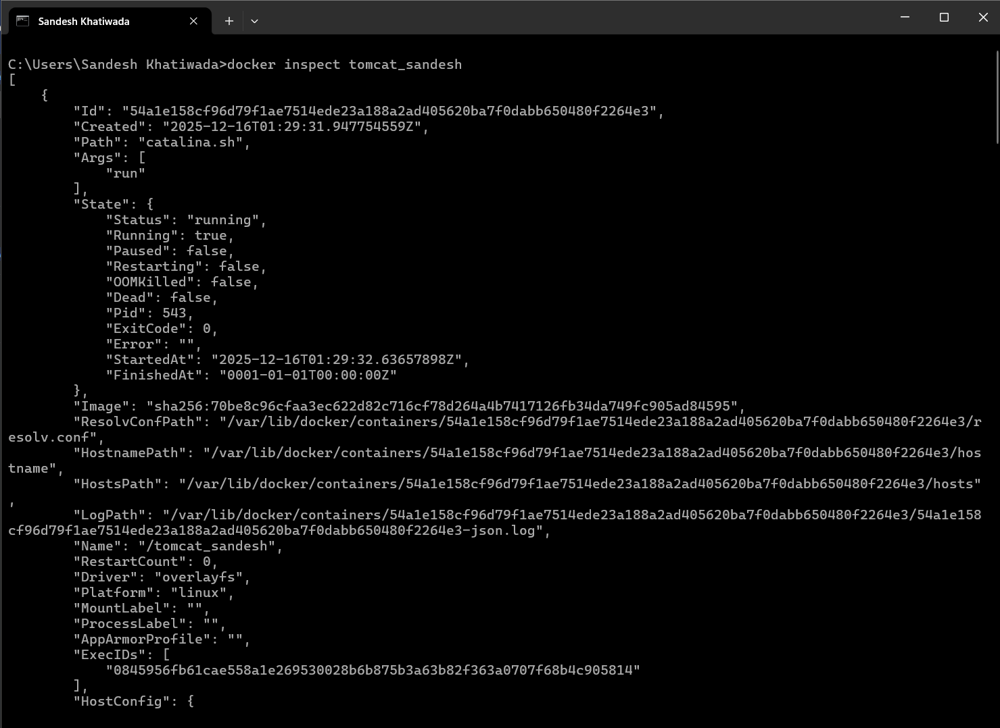 Sandesh Khatiwada
C:\Users\Sandesh Khatiwada>docker inspect tomcat_sandesh
[
    {
        "Id": "54a1e158cf96d79f1ae7514ede23a188a2ad405620ba7f0dabb650480f2264e3",
        "Created": "2025-12-16T01:29:31.947754559Z",
        "Path": "catalina.sh",
        "Args": [
            "run"
        ],
        "State": {
            "Status": "running",
            "Running": true,
            "Paused": false,
            "Restarting": false,
            "OOMKilled": false,
            "Dead": false,
            "Pid": 543,
            "ExitCode": 0,
            "Error": "",
            "StartedAt": "2025-12-16T01:29:32.63657898Z",
            "FinishedAt": "0001-01-01T00:00:00Z"
        },
        "Image": "sha256:70be8c96cfaa3ec622d82c716cf78d264a4b7417126fb34da749fc905ad84595",
        "ResolvConfPath": "/var/lib/docker/containers/54a1e158cf96d79f1ae7514ede23a188a2ad405620ba7f0dabb650480f2264e3/r
esolv.conf",
        "HostnamePath": "/var/lib/docker/containers/54a1e158cf96d79f1ae7514ede23a188a2ad405620ba7f0dabb650480f2264e3/hos
tname",
        "HostsPath": "/var/lib/docker/containers/54a1e158cf96d79f1ae7514ede23a188a2ad405620ba7f0dabb650480f2264e3/hosts"
,
        "LogPath": "/var/lib/docker/containers/54a1e158cf96d79f1ae7514ede23a188a2ad405620ba7f0dabb650480f2264e3/54a1e158
cf96d79f1ae7514ede23a188a2ad405620ba7f0dabb650480f2264e3-json.log",
        "Name": "/tomcat_sandesh",
        "RestartCount": 0,
        "Driver": "overlayfs",
        "Platform": "linux",
        "MountLabel": "",
        "ProcessLabel": "",
        "AppArmorProfile": "",
        "ExecIDs": [
            "0845956fb61cae558a1e269530028b6b875b3a63b82f363a0707f68b4c905814"
        ],
        "HostConfig": {